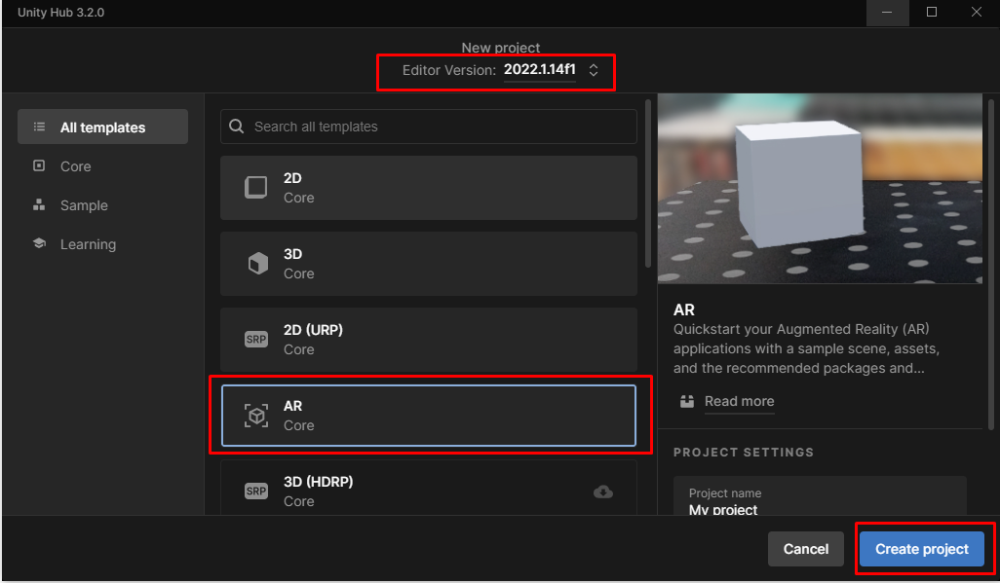 Unity Hub 3.2.0
New project
Editor Version: 2022.1.14f1
All templates
Core
Sample
Learning
Search all templates
2D
Core
3D
Core
SRP
2D (URP)
Core
AR
Core
SRP
3D (HDRP)
Core
AR
Quickstart your Augmented Reality (AR)
applications with a sample scene, assets,
and the recommended packages and...
Read more
PROJECT SETTINGS
Project name
My project
Cancel
Create project